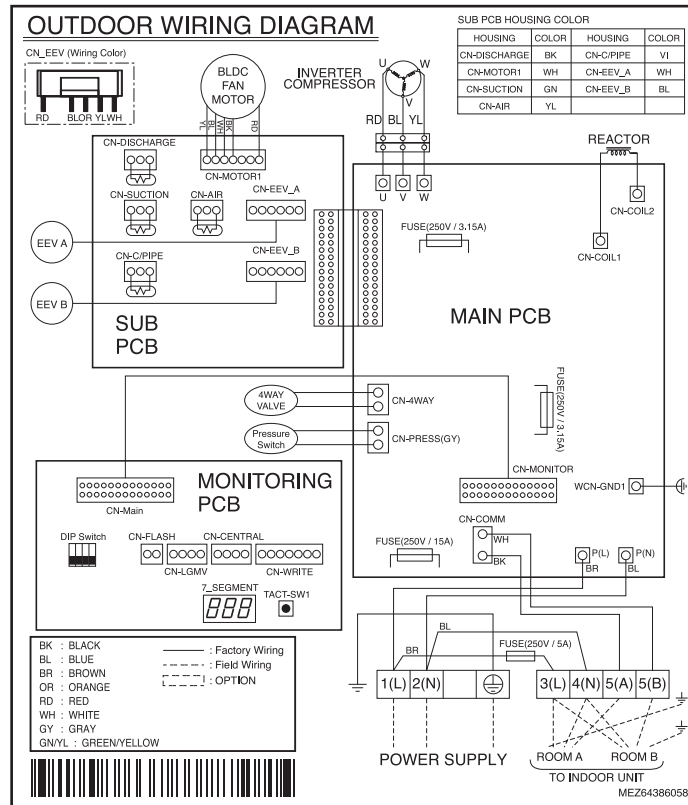 OUTDOOR WIRING DIAGRAM
SUB PCB HOUSING COLOR
HOUSING COLOR HOUSING COLOR
CN-DISCHARGE BK CN-C/PIPE VI
CN-MOTOR1 WH CN-EEV_A WH
CN-SUCTION GN CN-EEV_B BL
CN-AIR YL
CN_EEV (Wiring Color)
RD BLOR YLWH
BLDC
FAN
MOTOR
YL
BL
WH
BK
RD
INVERTER
COMPRESSOR
U
W
V
RD BL YL
U V W
REACTOR
CN-COIL2
CN-COIL1
CN-DISCHARGE
CN-MOTOR1
CN-SUCTION
CN-AIR
CN-EEV_A
EEV A
CN-C/PIPE
CN-EEV_B
EEV B
SUB
PCB
FUSE(250V / 3.15A)
MAIN PCB
4WAY
VALVE
CN-4WAY
Pressure
Switch
CN-PRESS(GY)
FUSE(250V / 3.15A)
CN-MONITOR
WCN-GND1
CN-COMM
WH
BK
FUSE(250V / 15A)
P(L)
P(N)
BR
BL
MONITORING
PCB
CN-Main
DIP Switch
CN-FLASH
CN-CENTRAL
CN-LGMV
CN-WRITE
7_SEGMENT
TACT-SW1
BK : BLACK
BL : BLUE
BR : BROWN
OR : ORANGE
RD : RED
WH : WHITE
GY : GRAY
GN/YL : GREEN/YELLOW
: Factory Wiring
: Field Wiring
: OPTION
BL
BR
FUSE(250V / 5A)
1(L) 2(N)
3(L) 4(N) 5(A) 5(B)
POWER SUPPLY
ROOM A ROOM B
TO INDOOR UNIT
MEZ64386058